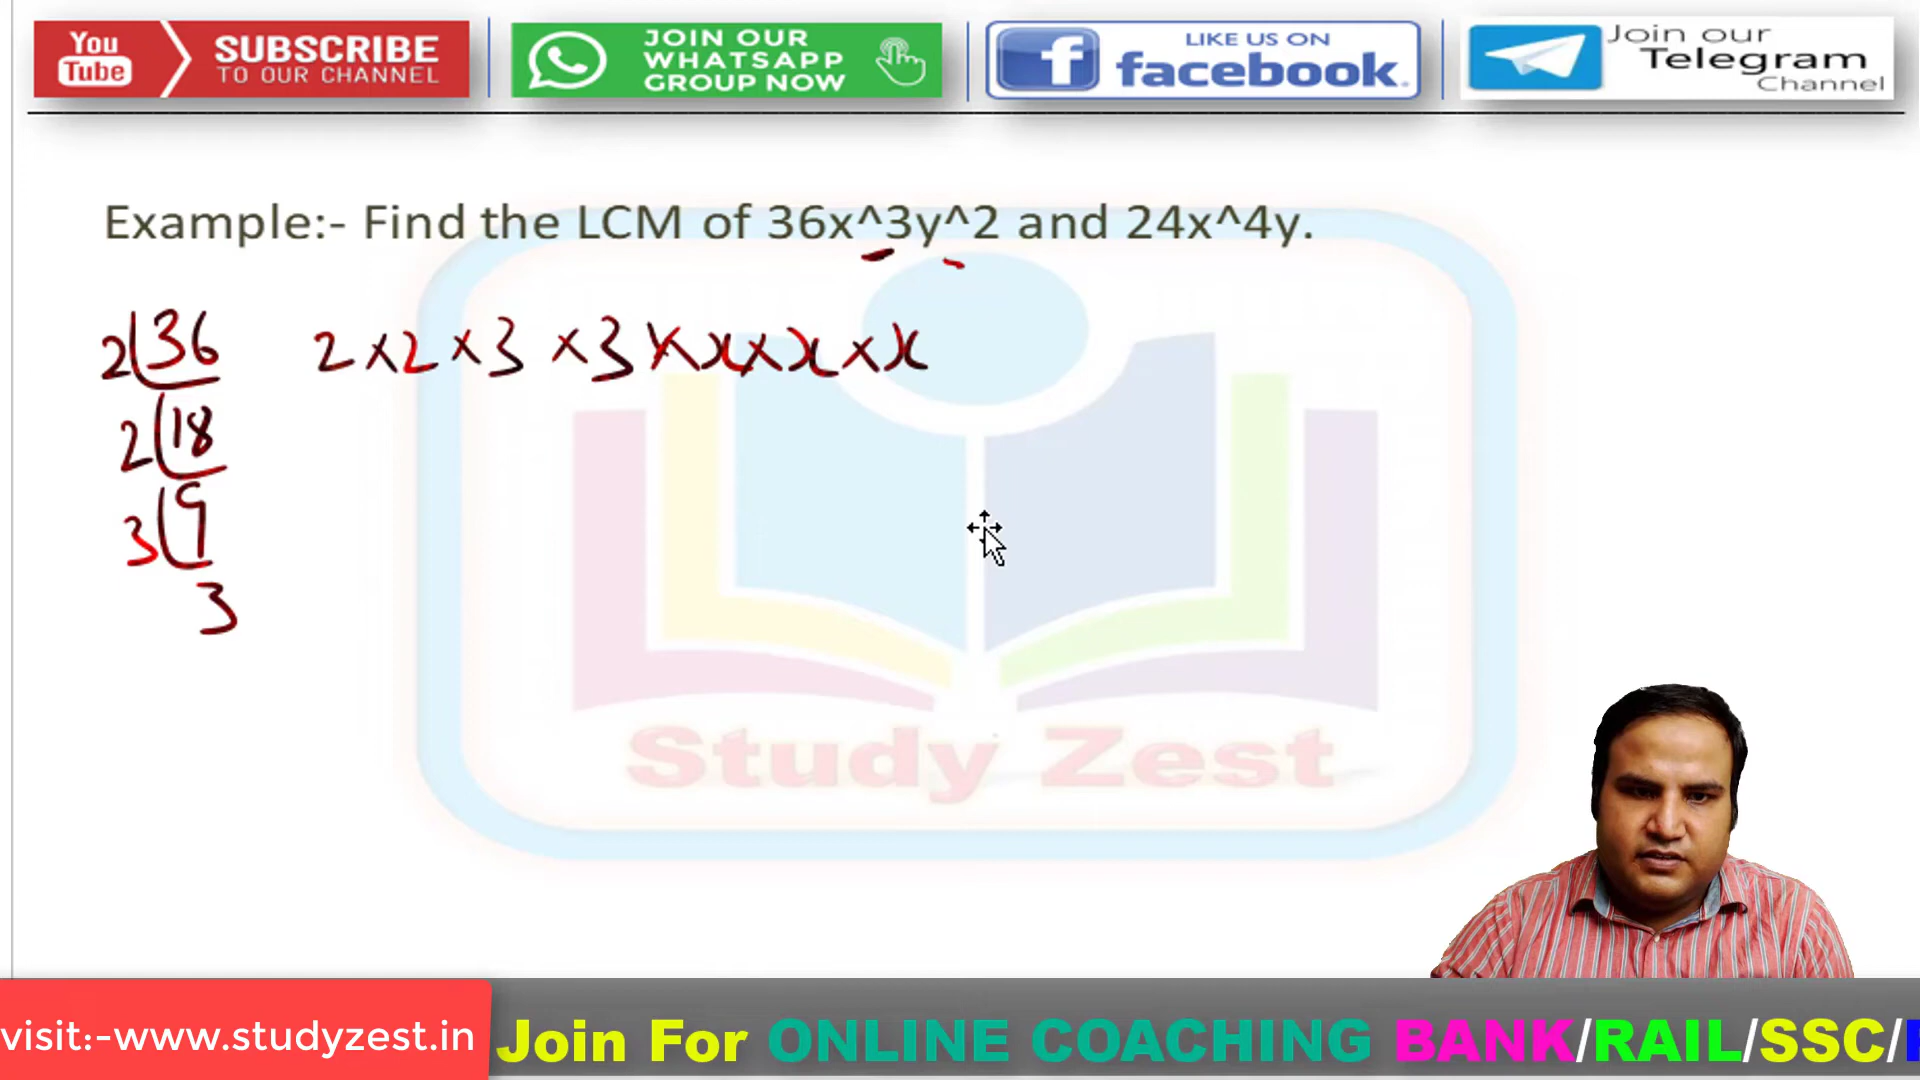 You
Tube
SUBSCRIBE
TO OUR CHANNEL
JOIN OUR
WHATSAPP
GROUP NOW
LIKE US ON
f facebook.
Join our
Telegram
Channel
Example:- Find the LCM of 36x^3y^2 and 24x^4y.
2 36
2 18
3 9
3
2 × 2 × 3 × 3 × x × x × x
Study Zest
visit:-www.studyzest.in
Join For ONLINE COACHING BANK/RAIL/SSC/